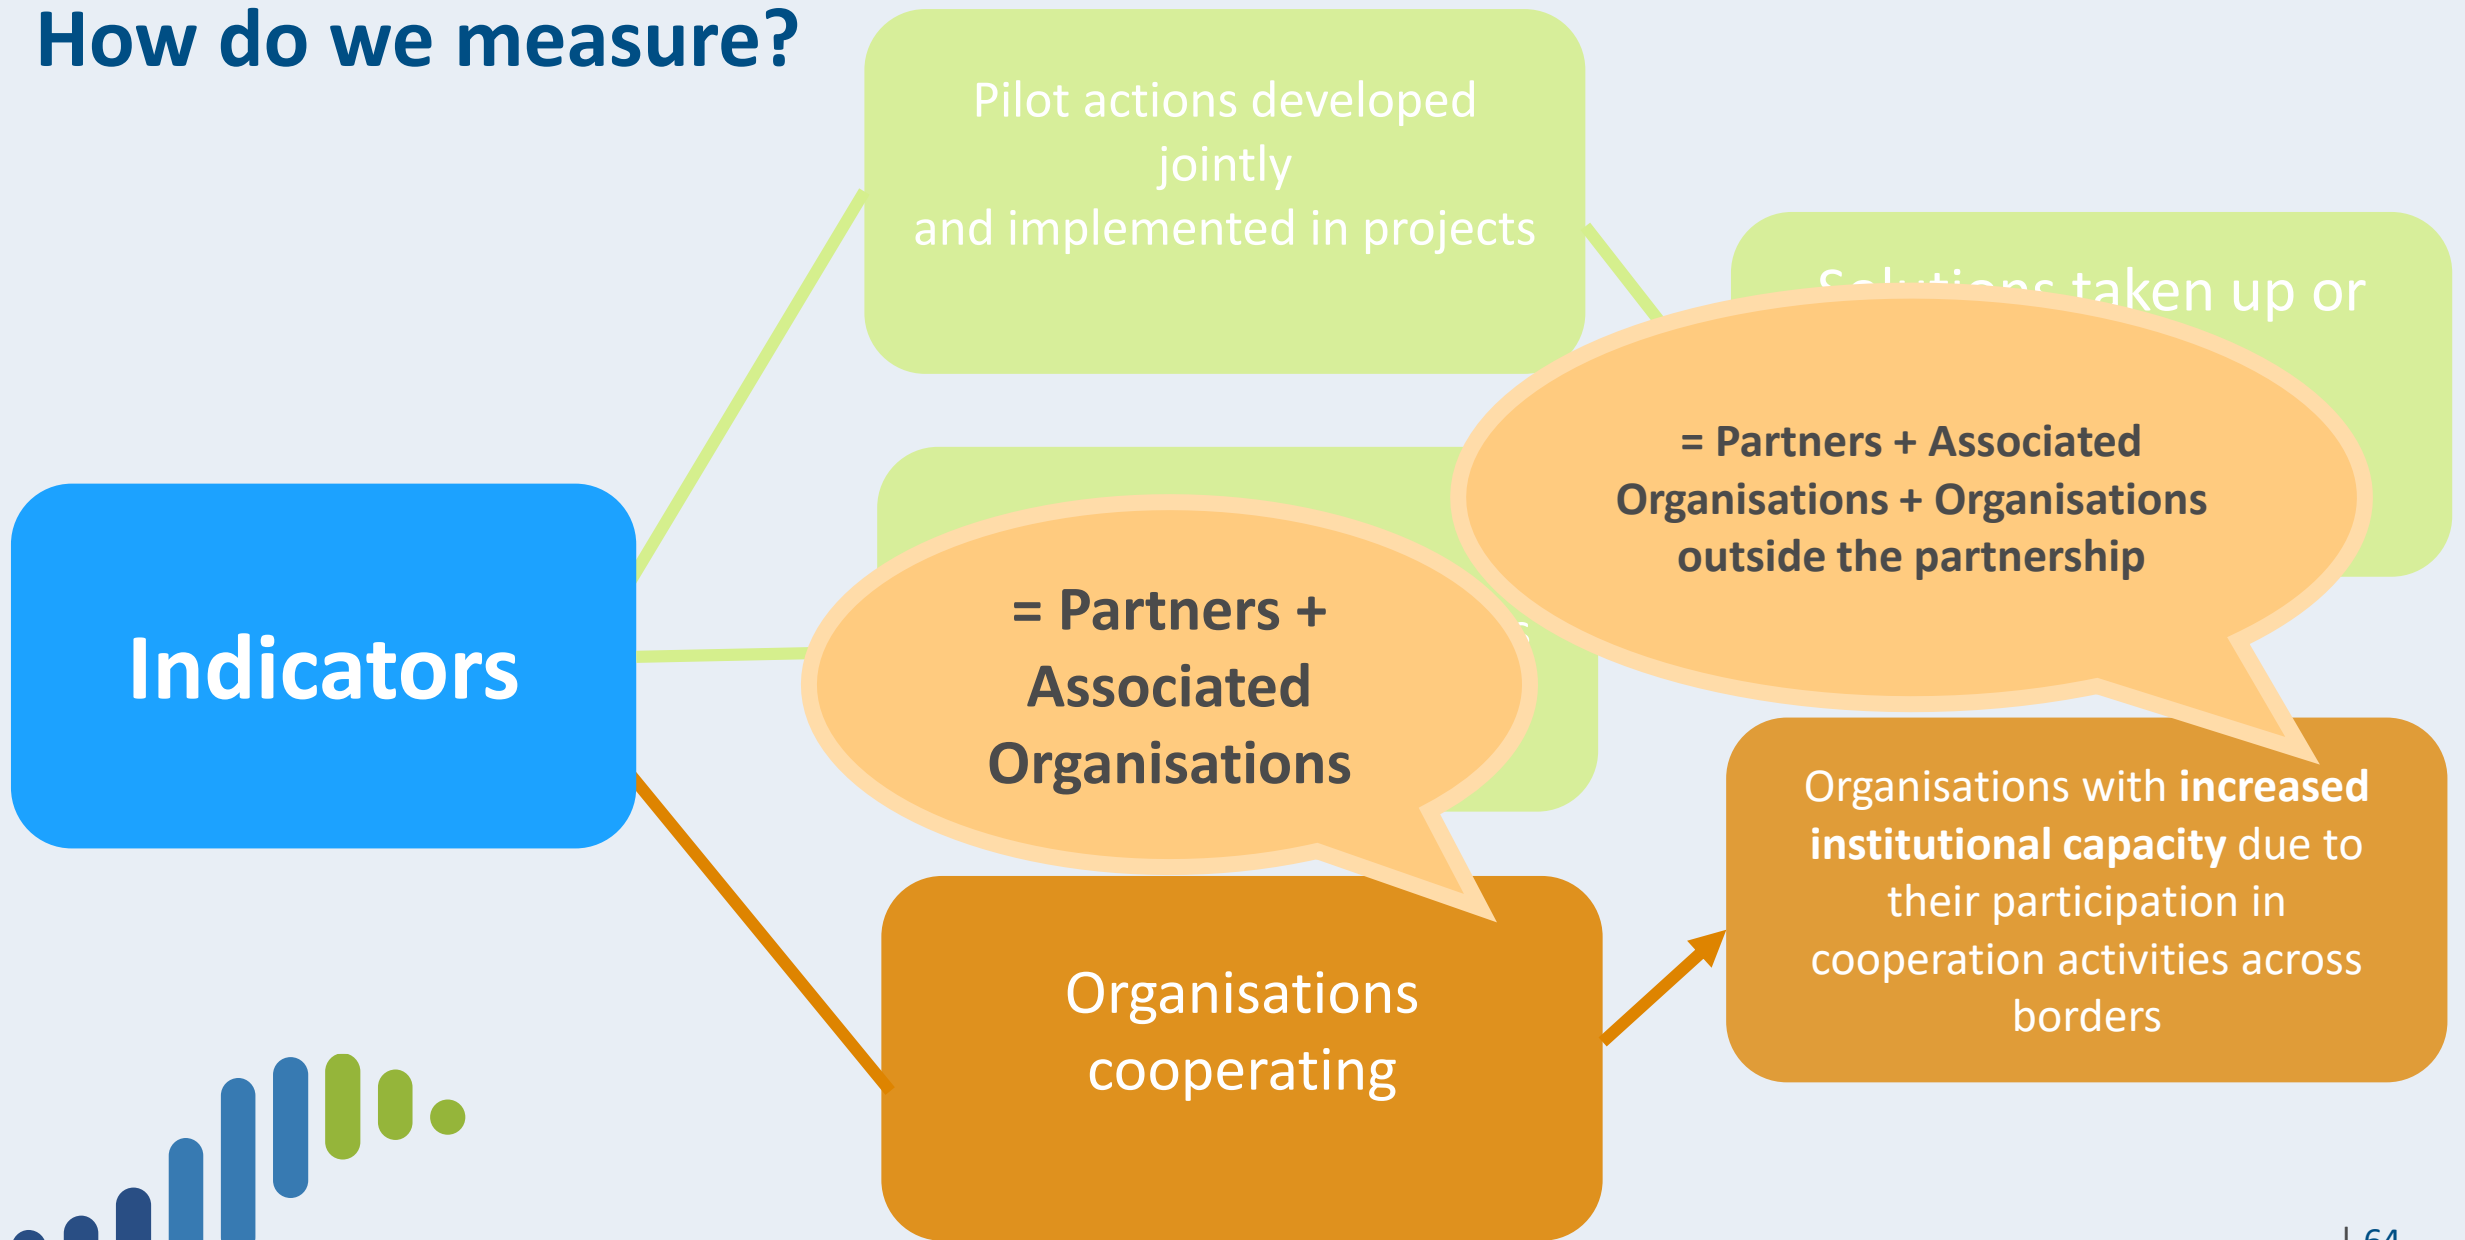 How do we measure?
Pilot actions developed
jointly
and implemented in projects
Solutions taken up or
= Partners + Associated
Organisations + Organisations
outside the partnership
= Partners +
Associated
Organisations
Indicators
Organisations with increased
institutional capacity due to
their participation in
cooperation activities across
borders
Organisations
cooperating
| 64